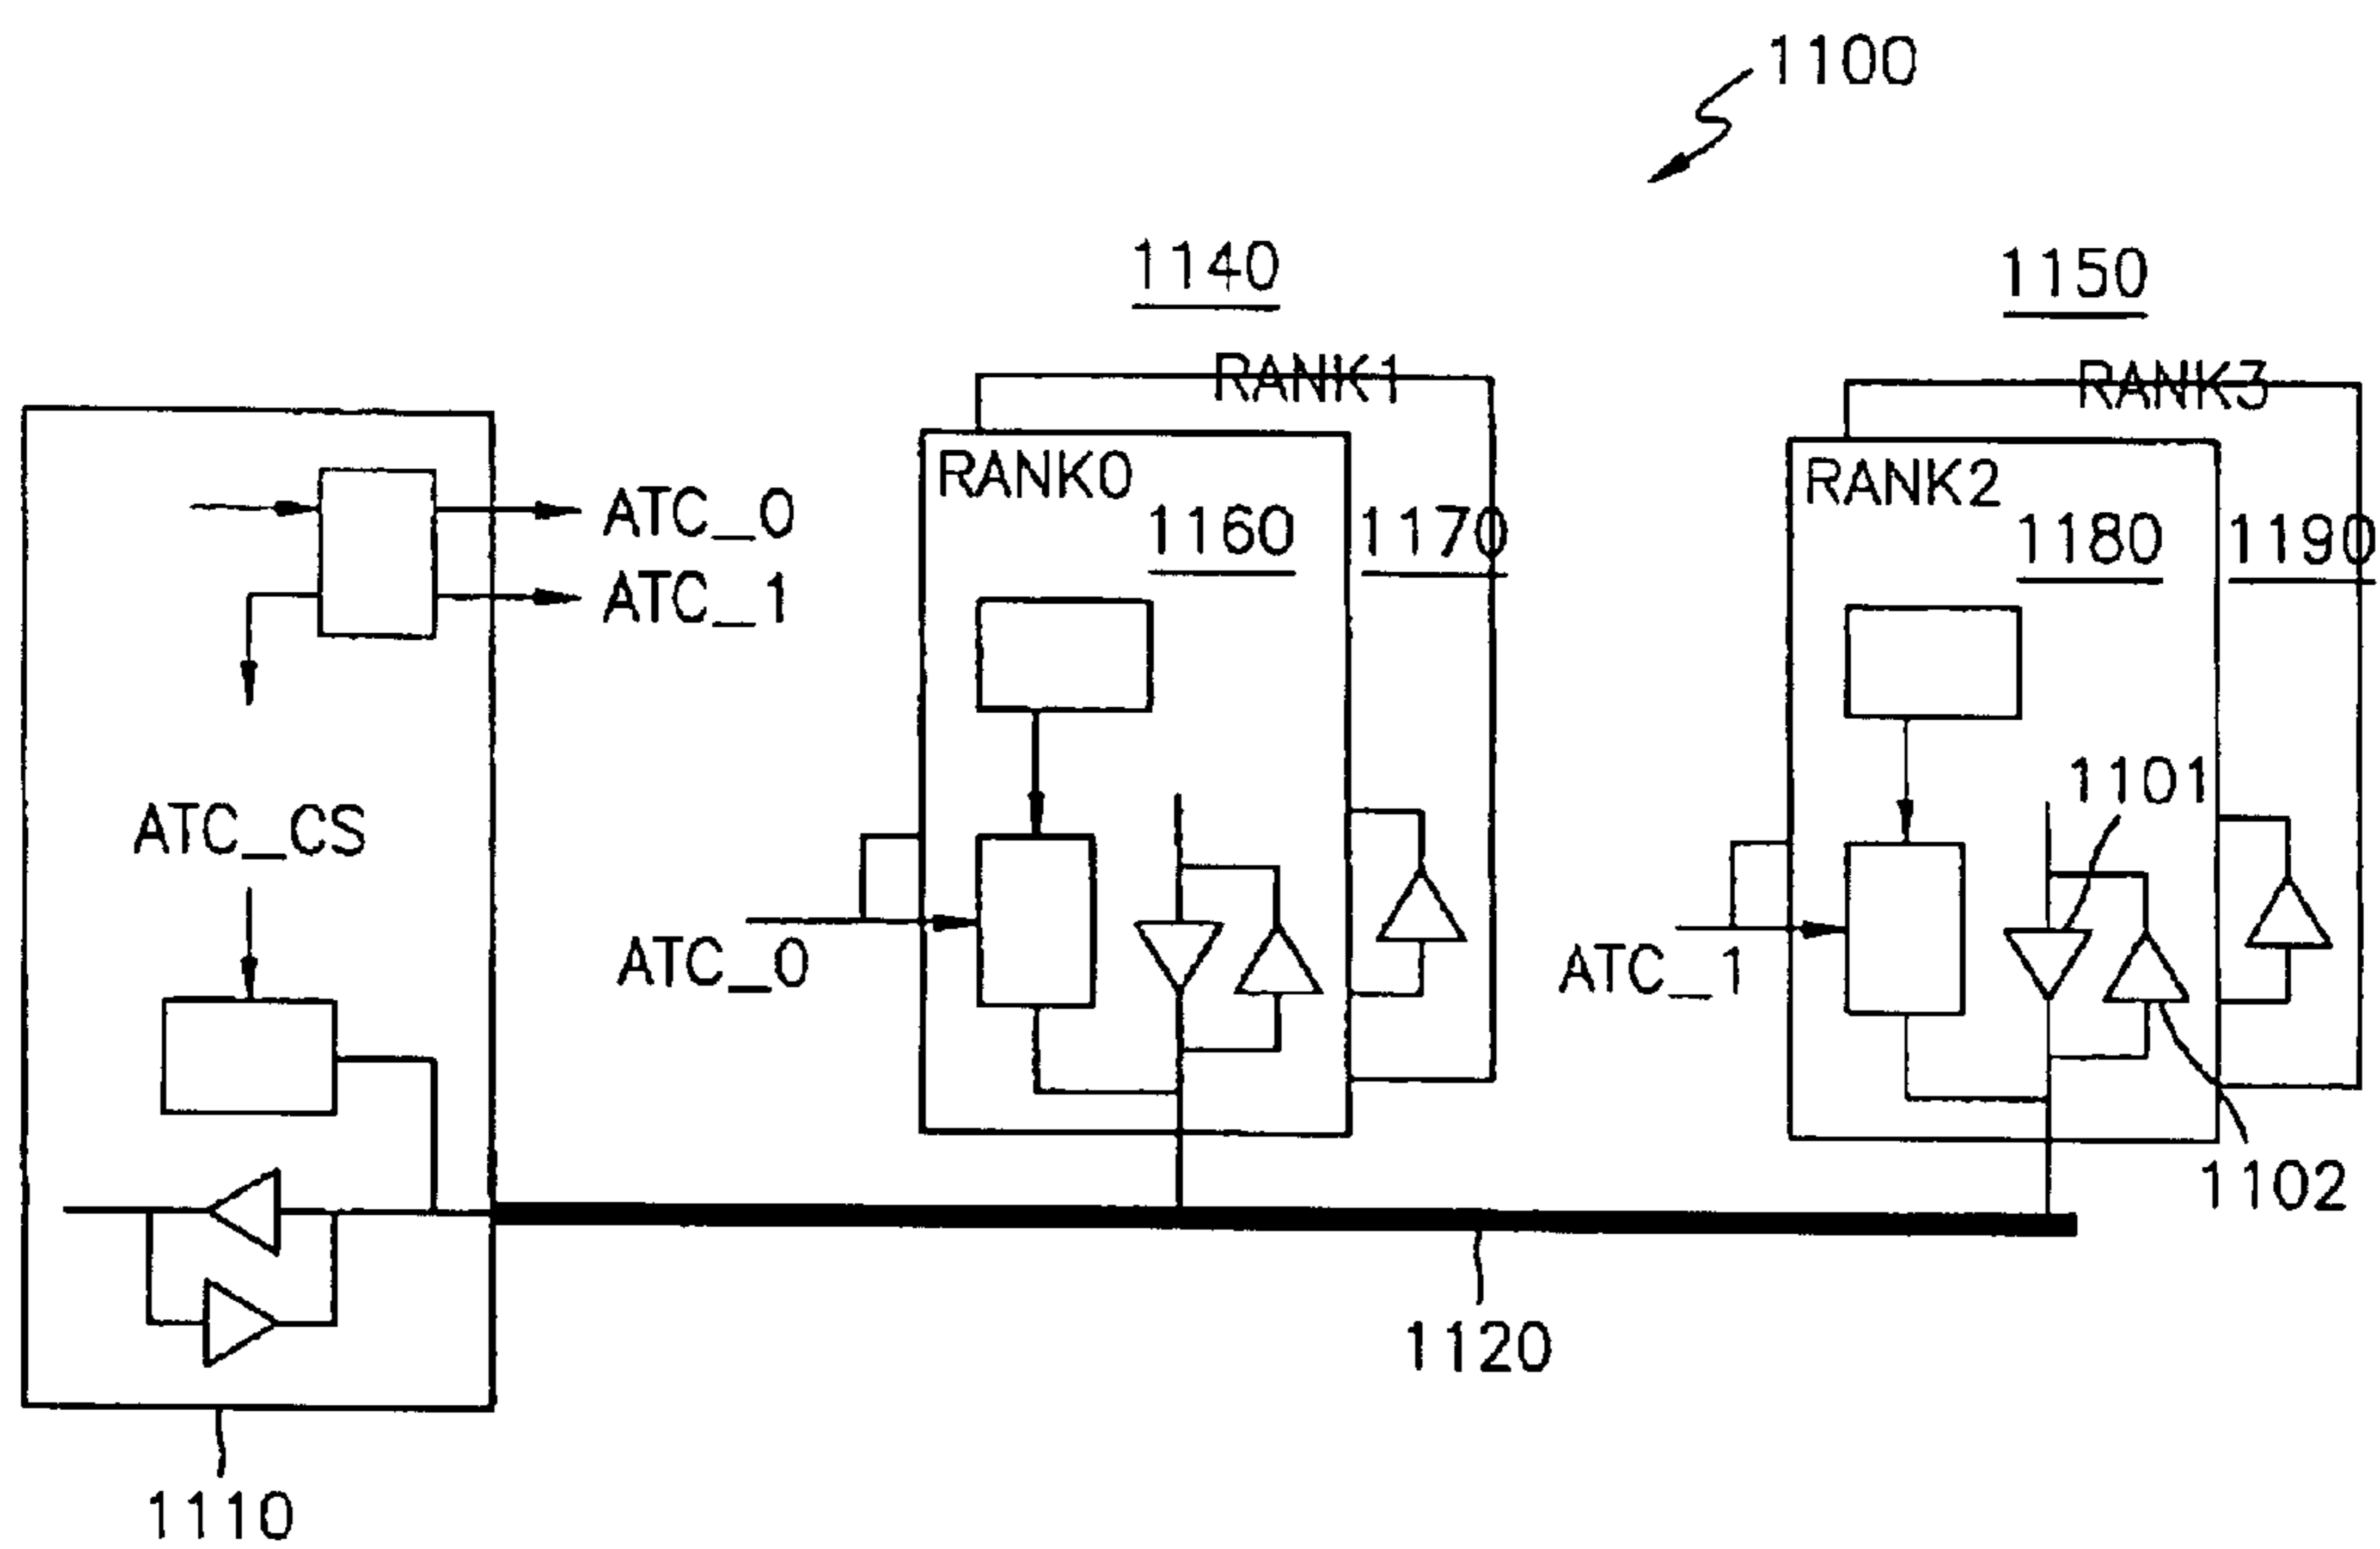 1100
1140
1150
RANK1
RANK3
RANK0
RANK2
ATC_0
1160
1170
1180
1190
ATC_1
1101
ATC_CS
ATC_0
ATC_1
1102
1120
1110